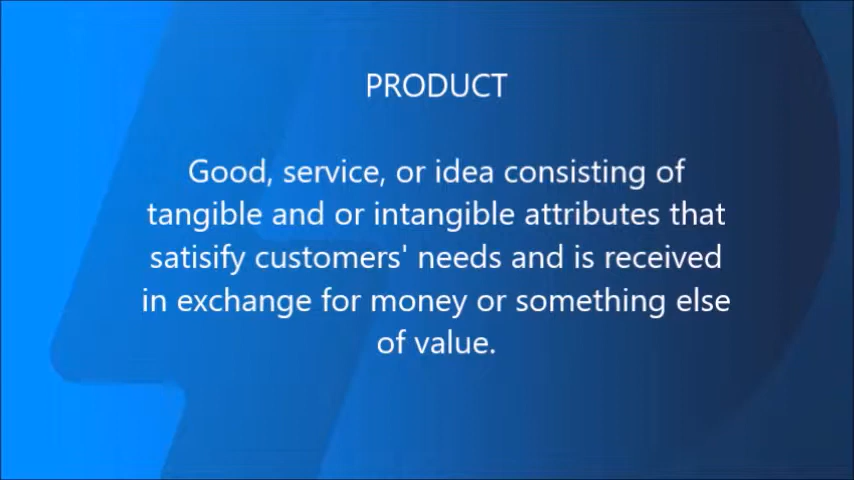 PRODUCT
Good, service, or idea consisting of
tangible and or intangible attributes that
satisify customers' needs and is received
in exchange for money or something else
of value.